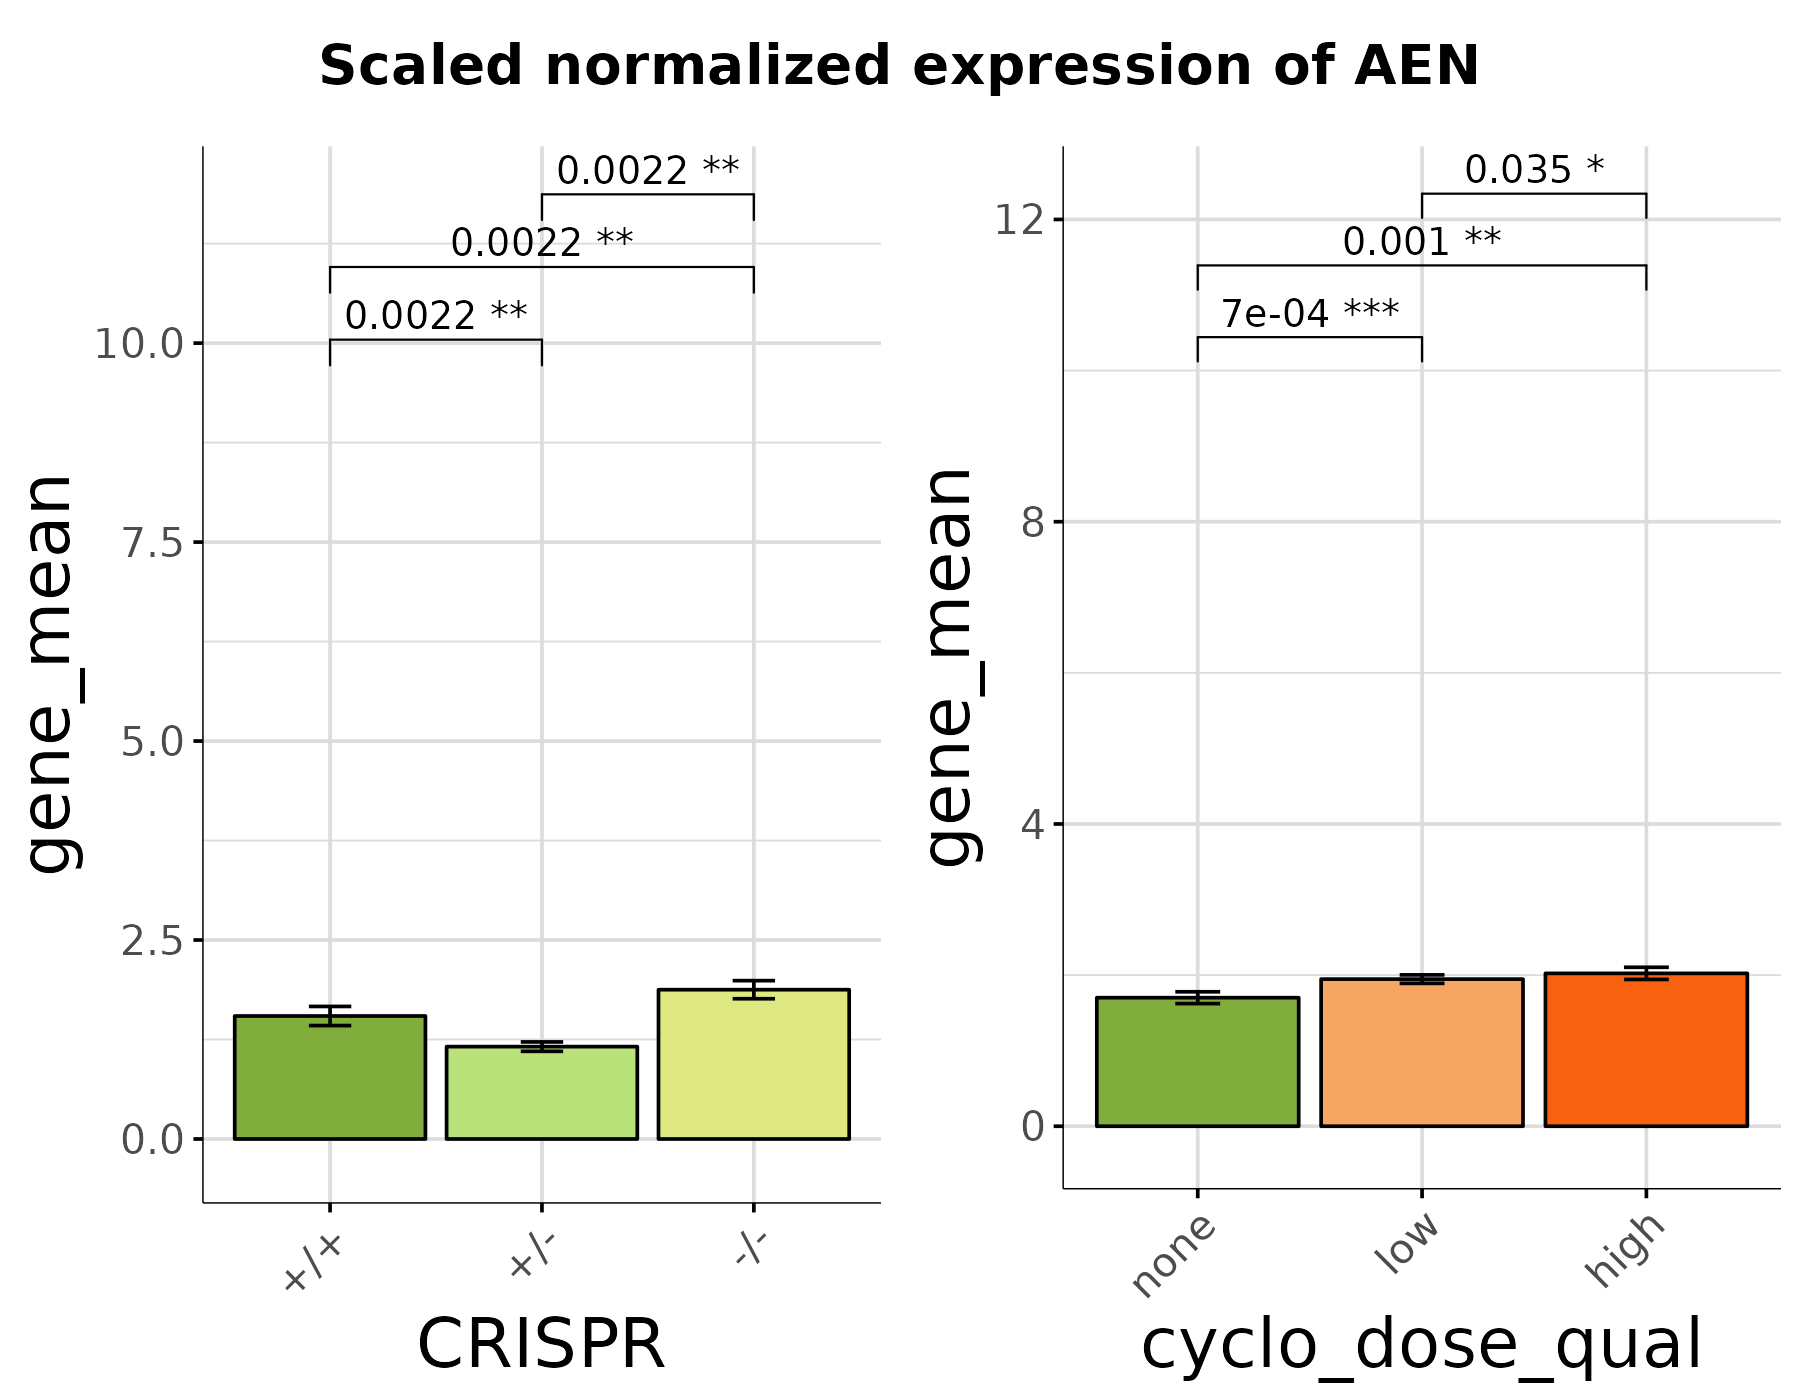 Scaled normalized expression of AEN
gene_mean
10.0
7.5
5.0
2.5
0.0
0.0022 **
0.0022 **
0.0022 **
+/+
+/-
-/-
CRISPR
gene_mean
12
8
4
0
0.035 *
0.001 **
7e-04 ***
none
low
high
cyclo_dose_qual